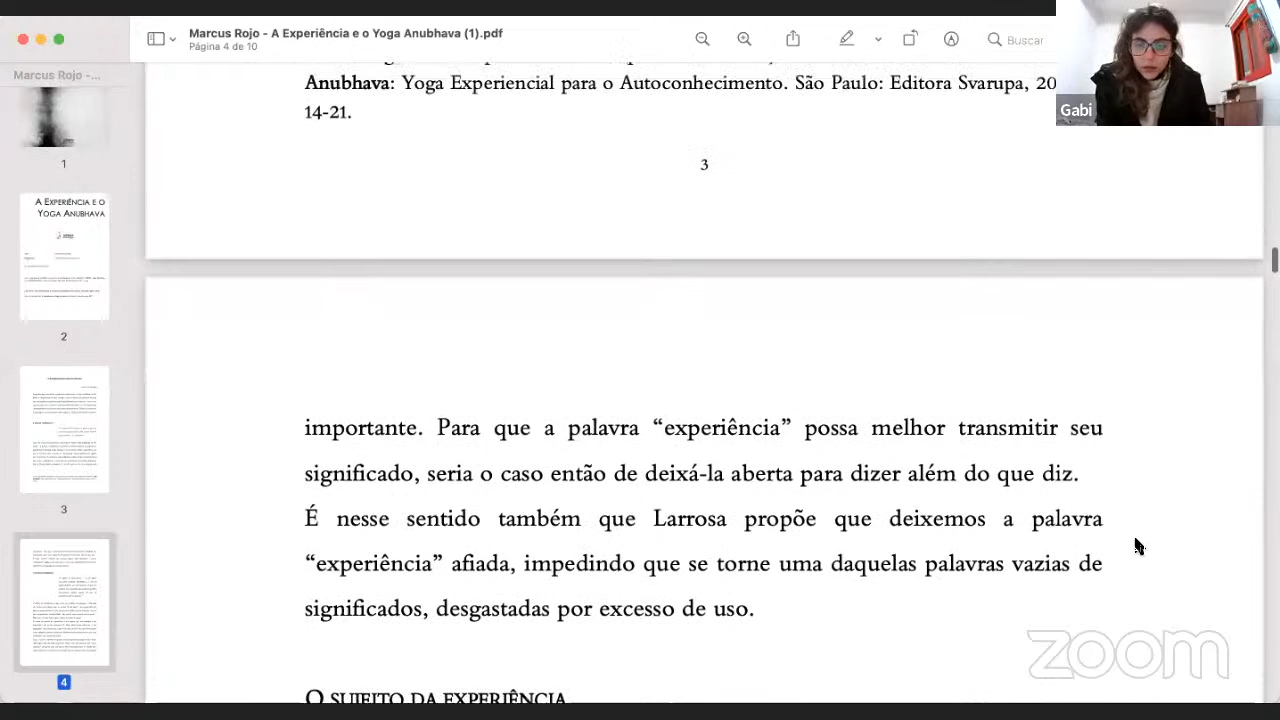 Marcus Rojo - A Experiência e o Yoga Anubhava (1).pdf
Página 4 de 10
Buscar
Marcus Rojo -...
1
A EXPERIÊNCIA E O
YOGA ANUBHAVA
2
3
4
Anubhava: Yoga Experiencial para o Autoconhecimento. São Paulo: Editora Svarupa, 20
14-21.
3
importante. Para que a palavra “experiência” possa melhor transmitir seu
significado, seria o caso então de deixá-la aberta para dizer além do que diz.
É nesse sentido também que Larrosa propõe que deixemos a palavra
“experiência” afiada, impedindo que se torne uma daquelas palavras vazias de
significados, desgastadas por excesso de uso.
O SUJEITO DA EXPERIÊNCIA
Gabi
zoom